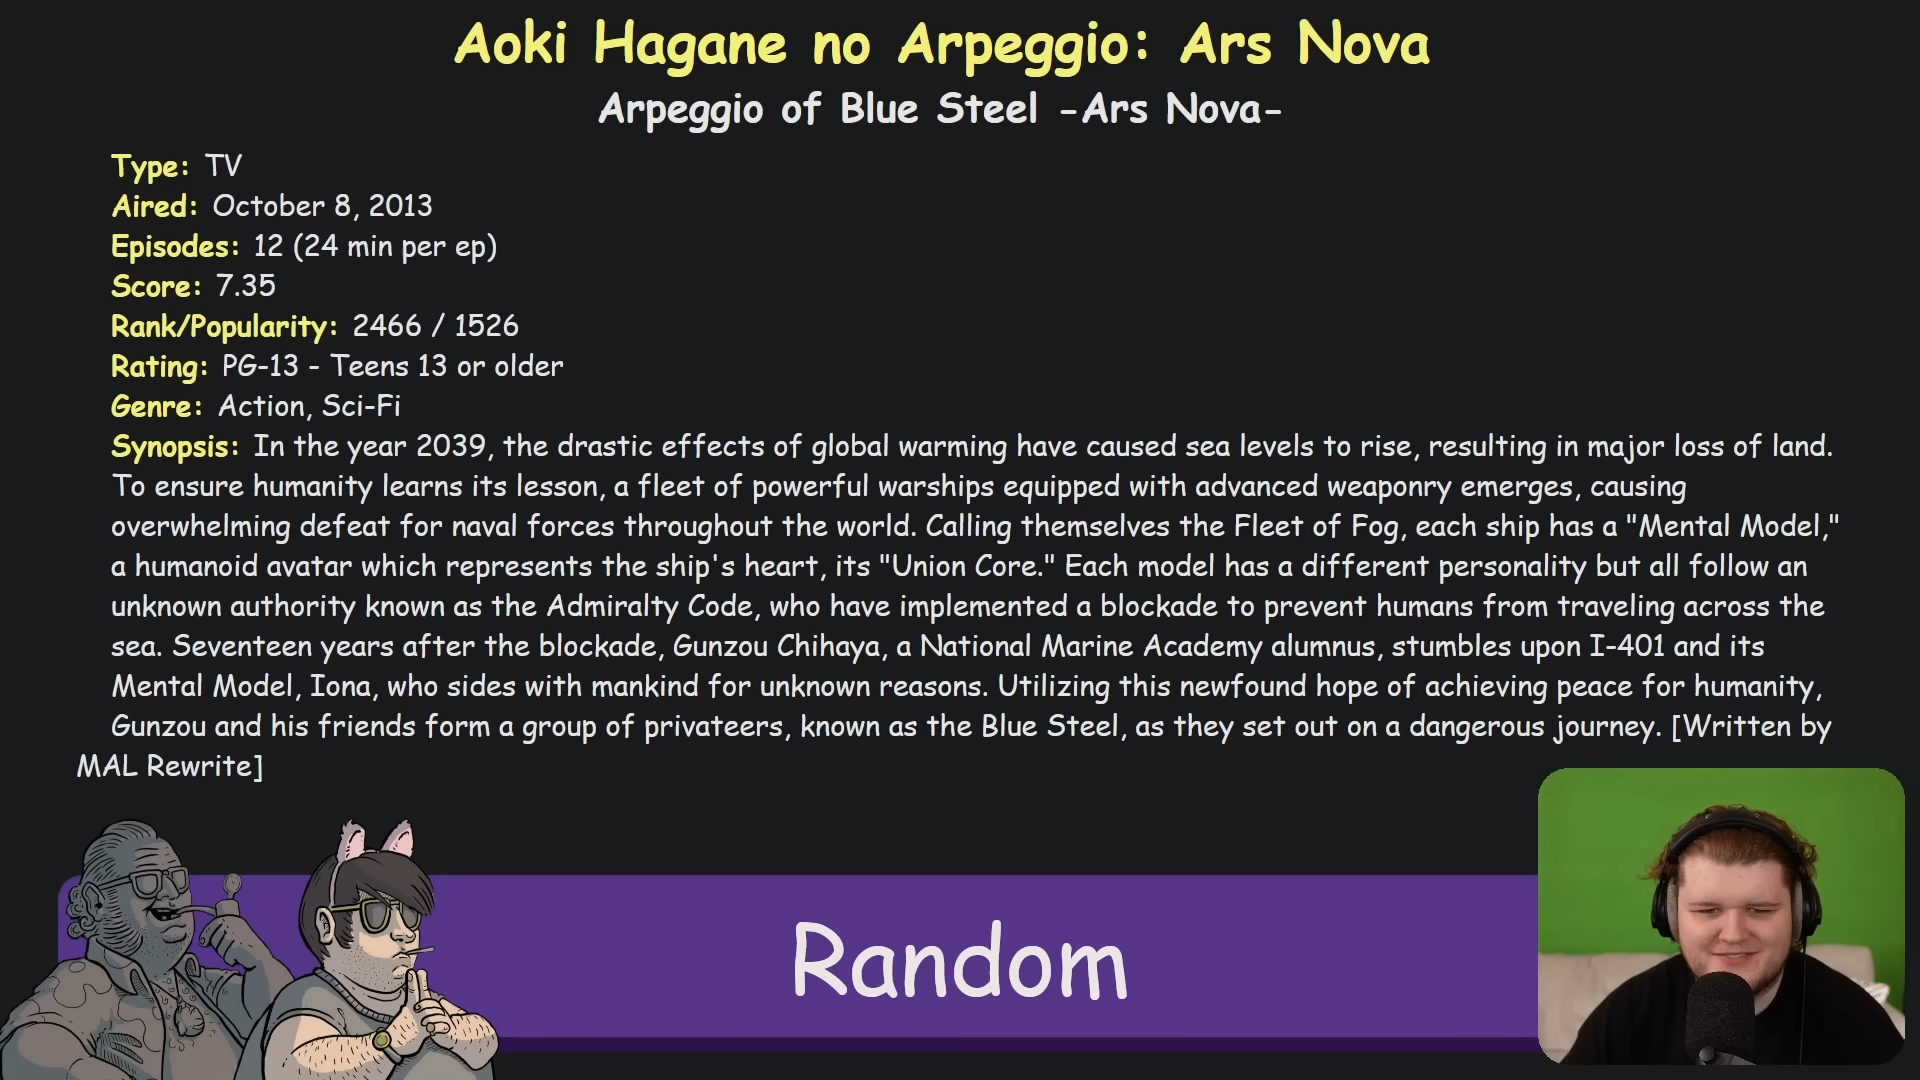 Aoki Hagane no Arpeggio: Ars Nova
Arpeggio of Blue Steel -Ars Nova-
Type: TV
Aired: October 8, 2013
Episodes: 12 (24 min per ep)
Score: 7.35
Rank/Popularity: 2466 / 1526
Rating: PG-13 - Teens 13 or older
Genre: Action, Sci-Fi
Synopsis: In the year 2039, the drastic effects of global warming have caused sea levels to rise, resulting in major loss of land.
To ensure humanity learns its lesson, a fleet of powerful warships equipped with advanced weaponry emerges, causing
overwhelming defeat for naval forces throughout the world. Calling themselves the Fleet of Fog, each ship has a "Mental Model,"
a humanoid avatar which represents the ship's heart, its "Union Core." Each model has a different personality but all follow an
unknown authority known as the Admiralty Code, who have implemented a blockade to prevent humans from traveling across the
sea. Seventeen years after the blockade, Gunzou Chihaya, a National Marine Academy alumnus, stumbles upon I-401 and its
Mental Model, Iona, who sides with mankind for unknown reasons. Utilizing this newfound hope of achieving peace for humanity,
Gunzou and his friends form a group of privateers, known as the Blue Steel, as they set out on a dangerous journey. [Written by
MAL Rewrite]
Random